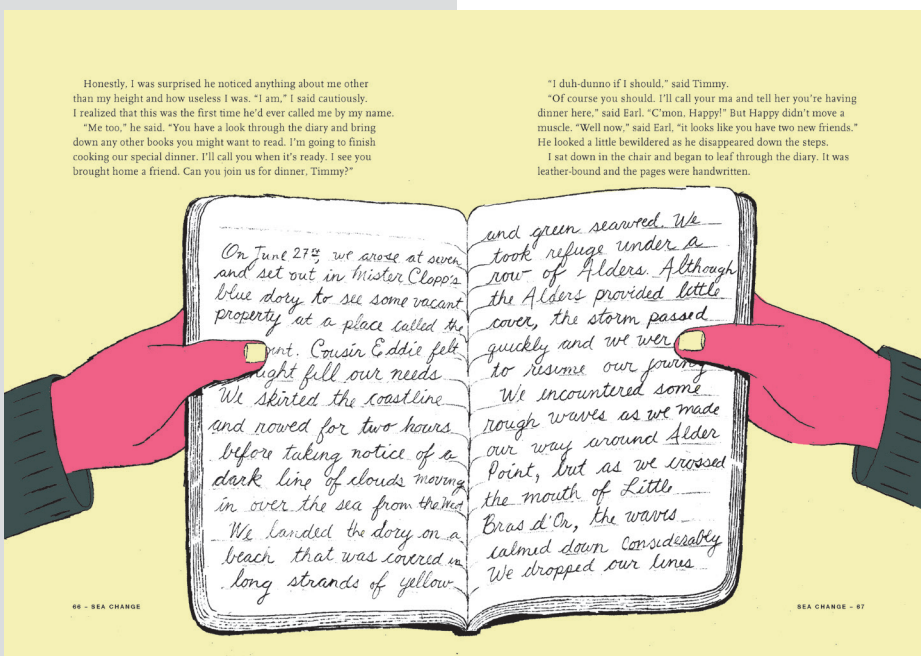 Honestly, I was surprised he noticed anything about me other
than my height and how useless I was. “I am,” I said cautiously.
I realized that this was the first time he’d ever called me by my name.
“Me too,” he said. “You have a look through the diary and bring
down any other books you might want to read. I’m going to finish
cooking our special dinner. I’ll call you when it’s ready. I see you
brought home a friend. Can you join us for dinner, Timmy?”
“I duh-dunno if I should,” said Timmy.
“Of course you should. I’ll call your ma and tell her you’re having
dinner here,” said Earl. “C’mon, Happy!” But Happy didn’t move a
muscle. “Well now,” said Earl, “it looks like you have two new friends.”
He looked a little bewildered as he disappeared down the steps.
I sat down in the chair and began to leaf through the diary. It was
leather-bound and the pages were handwritten.
On June 27th, we arose at seven
and set out in Mister Clopp's
blue dory to see some vacant
property at a place called the
Cousin Eddie felt
fill our needs
We skirted the coastline
and rowed for two hours
before taking notice of a
dark line of clouds moving
in over the sea from the West
We landed the dory on a
beach that was covered in
long strands of yellow
and green seaweed. We
took refuge under a
row of Alders. Although
the Alders provided little
cover, the storm passed
quickly and we
to resume our
We encountered some
rough waves as we made
our way around Alder
Point, but as we crossed
the mouth of Little
Bras d'Or, the waves
calmed down considerably
We dropped our lines
66 – SEA CHANGE
SEA CHANGE – 67